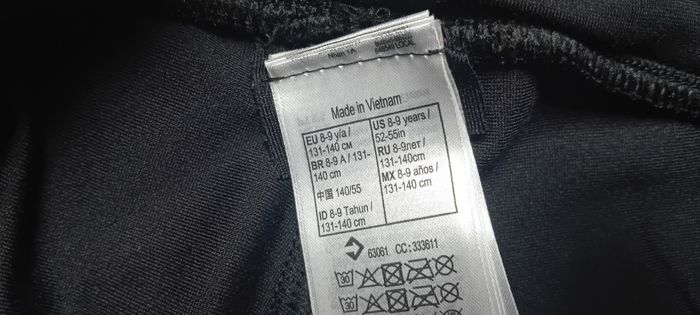 Made in Vietnam
EU 8-9 y/a /
131-140 см
BR 8-9 A / 131-
140 cm
中国 140/55
ID 8-9 Tahun /
131-140 cm
US 8-9 years /
52-55in
RU 8-9лет /
131-140cm
MX 8-9 años /
131-140 cm
63061 CC: 333611
30
30